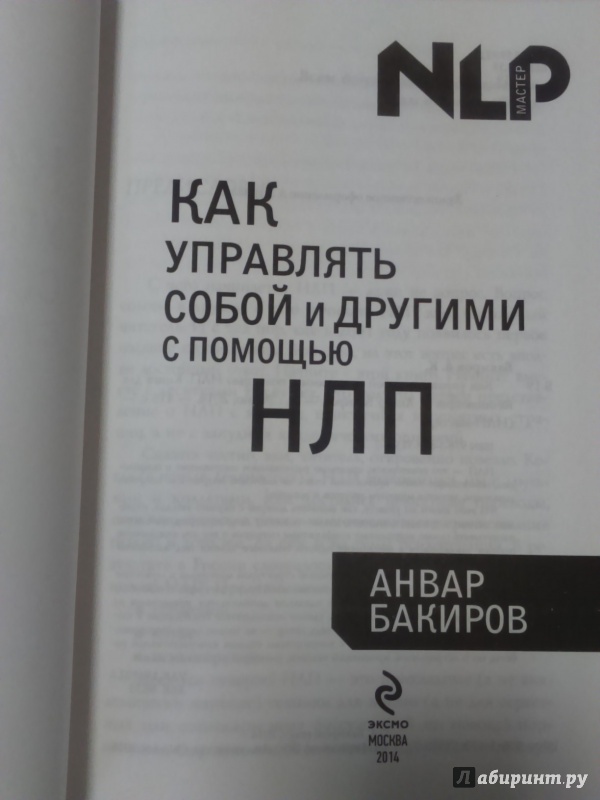 NLP
МАСТЕР
КАК
УПРАВЛЯТЬ
СОБОЙ И ДРУГИМИ
С ПОМОЩЬЮ
НЛП
АНВАР
БАКИРОВ
ЭКСМО
МОСКВА
2014
лабиринт.ру